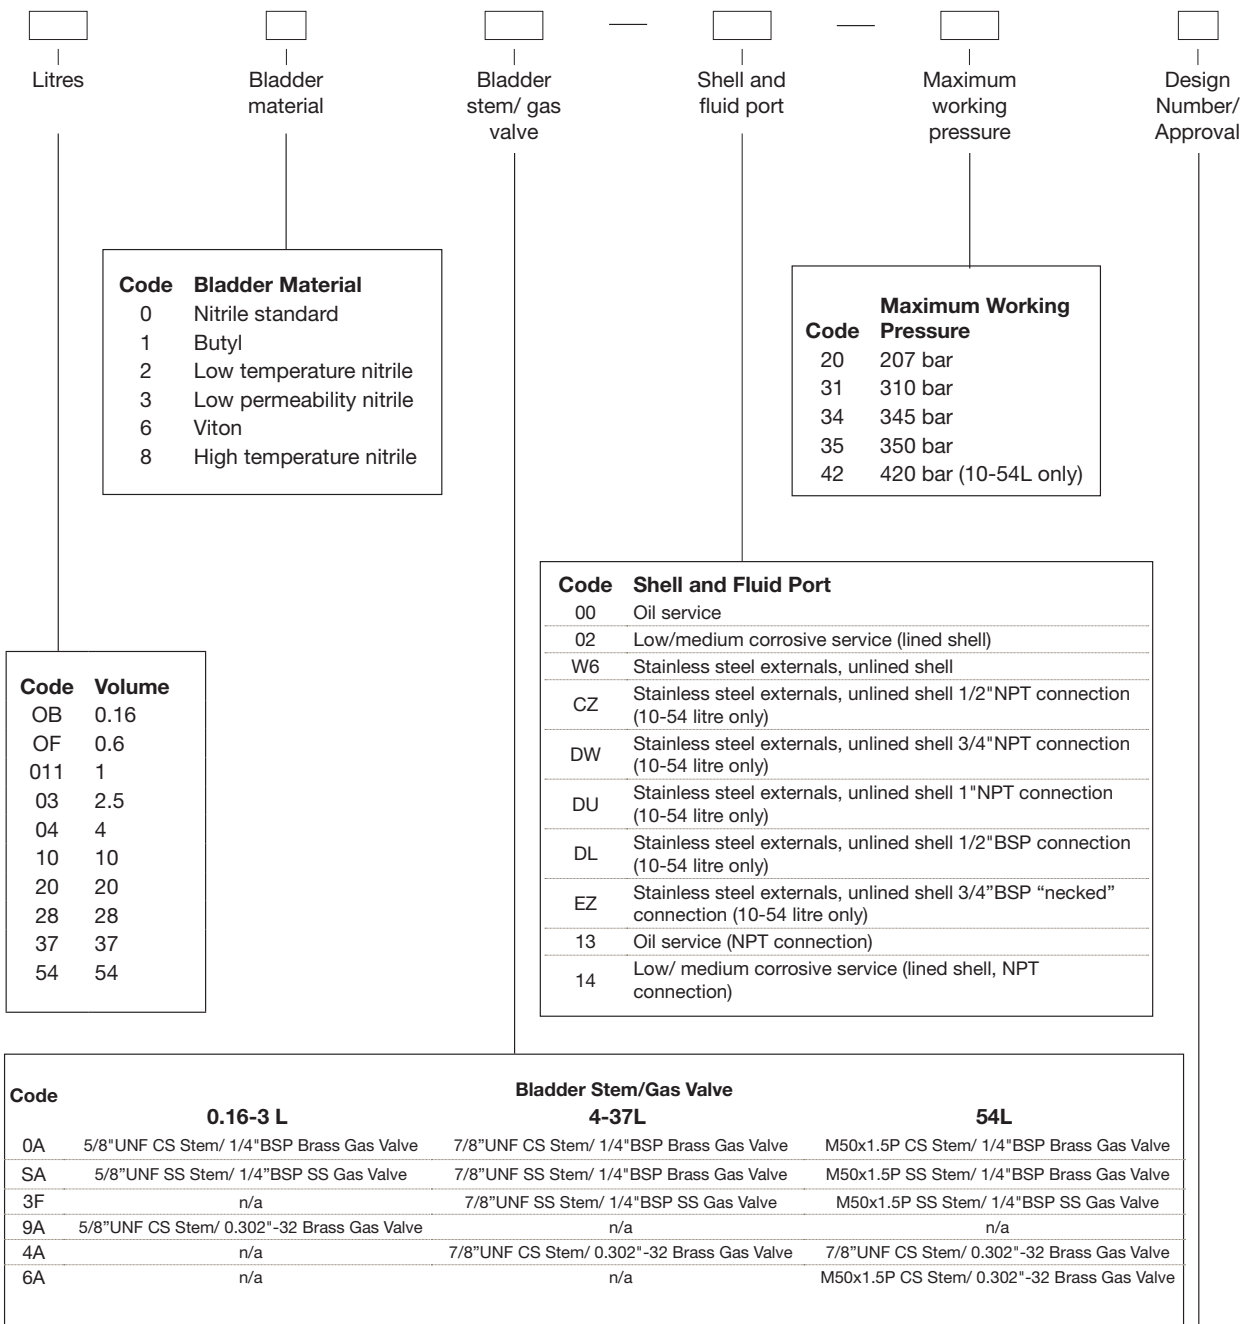 Litres
Bladder
material
Bladder
stem/ gas
valve
Shell and
fluid port
Maximum
working
pressure
Design
Number/
Approval
Code Bladder Material
0 Nitrile standard
1 Butyl
2 Low temperature nitrile
3 Low permeability nitrile
6 Viton
8 High temperature nitrile
Maximum Working
Code Pressure
20 207 bar
31 310 bar
34 345 bar
35 350 bar
42 420 bar (10-54L only)
Code Shell and Fluid Port
00 Oil service
02 Low/medium corrosive service (lined shell)
W6 Stainless steel externals, unlined shell
CZ Stainless steel externals, unlined shell 1/2"NPT connection
(10-54 litre only)
DW Stainless steel externals, unlined shell 3/4"NPT connection
(10-54 litre only)
DU Stainless steel externals, unlined shell 1"NPT connection
(10-54 litre only)
DL Stainless steel externals, unlined shell 1/2"BSP connection
(10-54 litre only)
EZ Stainless steel externals, unlined shell 3/4”BSP “necked”
connection (10-54 litre only)
13 Oil service (NPT connection)
14 Low/ medium corrosive service (lined shell, NPT
connection)
Code Volume
OB 0.16
OF 0.6
011 1
03 2.5
04 4
10 10
20 20
28 28
37 37
54 54
Code Bladder Stem/Gas Valve
0.16-3 L 4-37L 54L
0A 5/8"UNF CS Stem/ 1/4"BSP Brass Gas Valve 7/8”UNF CS Stem/ 1/4"BSP Brass Gas Valve M50x1.5P CS Stem/ 1/4"BSP Brass Gas Valve
SA 5/8”UNF SS Stem/ 1/4”BSP SS Gas Valve 7/8”UNF SS Stem/ 1/4"BSP Brass Gas Valve M50x1.5P SS Stem/ 1/4"BSP Brass Gas Valve
3F n/a 7/8”UNF SS Stem/ 1/4"BSP SS Gas Valve M50x1.5P SS Stem/ 1/4"BSP SS Gas Valve
9A 5/8”UNF CS Stem/ 0.302"-32 Brass Gas Valve n/a n/a
4A n/a 7/8”UNF CS Stem/ 0.302"-32 Brass Gas Valve 7/8”UNF CS Stem/ 0.302"-32 Brass Gas Valve
6A n/a n/a M50x1.5P CS Stem/ 0.302"-32 Brass Gas Valve